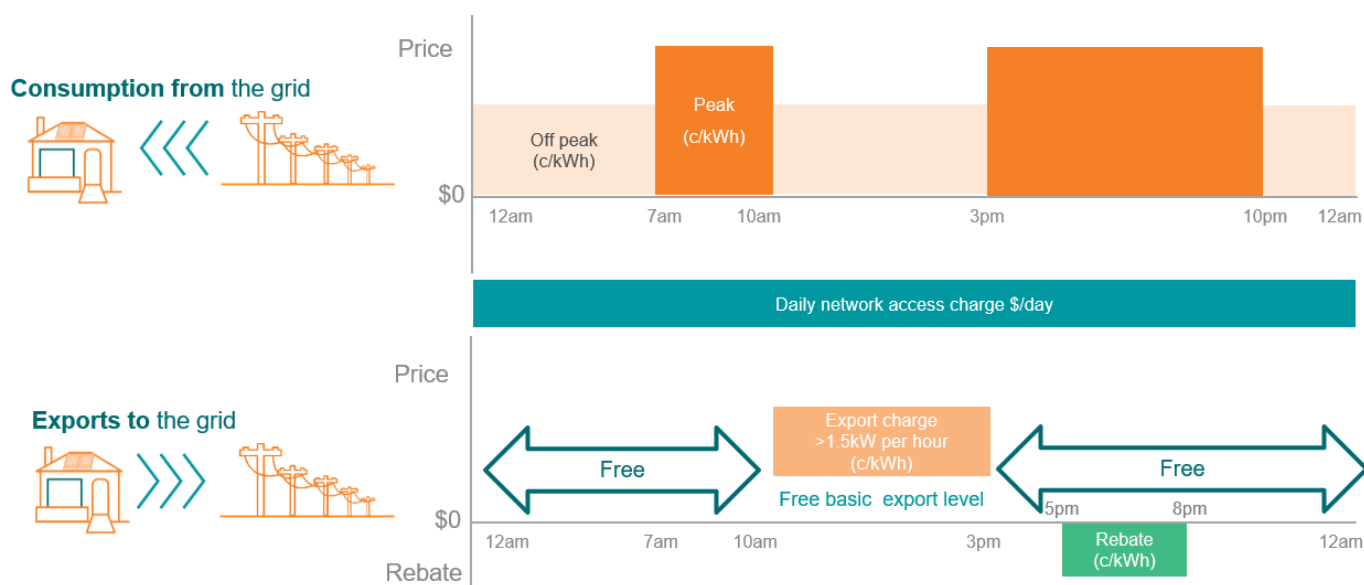 Price
Consumption from the grid
Peak
(c/kWh)
Off peak
(c/kWh)
$0
12am
7am
10am
3pm
10pm
12am
Daily network access charge $/day
Price
Exports to the grid
Export charge
>1.5kW per hour
(c/kWh)
Free
Free
Free basic export level
5pm
8pm
$0
12am
7am
10am
3pm
12am
Rebate
(c/kWh)
Rebate